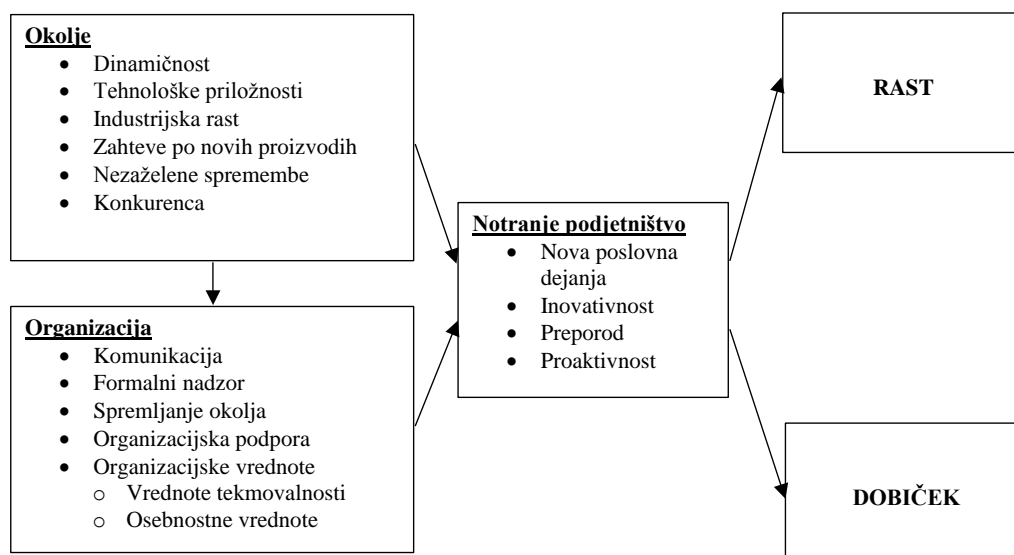 Okolje
• Dinamičnost
• Tehnološke priložnosti
• Industrijska rast
• Zahteve po novih proizvodih
• Nezaželene spremembe
• Konkurenca
Organizacija
• Komunikacija
• Formalni nadzor
• Spremljanje okolja
• Organizacijska podpora
• Organizacijske vrednote
o Vrednote tekmovalnosti
o Osebnostne vrednote
Notranje podjetništvo
• Nova poslovna
dejanja
• Inovativnost
• Preporod
• Proaktivnost
RAST
DOBIČEK